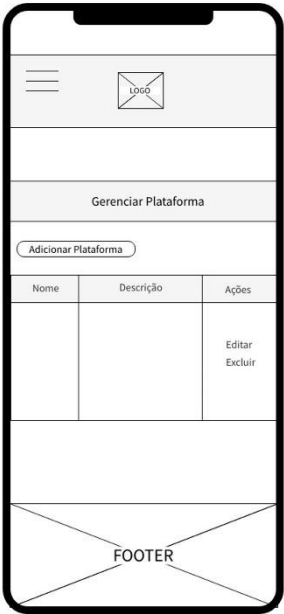 LOGO
Gerenciar Plataforma
Adicionar Plataforma
Nome Descrição Ações
Editar
Excluir
FOOTER